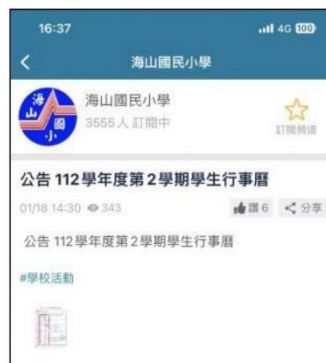 16:37
4G 100
海山國民小學
海山國小
海山國民小學
3555人 訂閱中
訂閱頻道
公告 112學年度第2學期學生行事曆
01/18 14:30 343
讚 6 分享
公告 112學年度第2學期學生行事曆
#學校活動